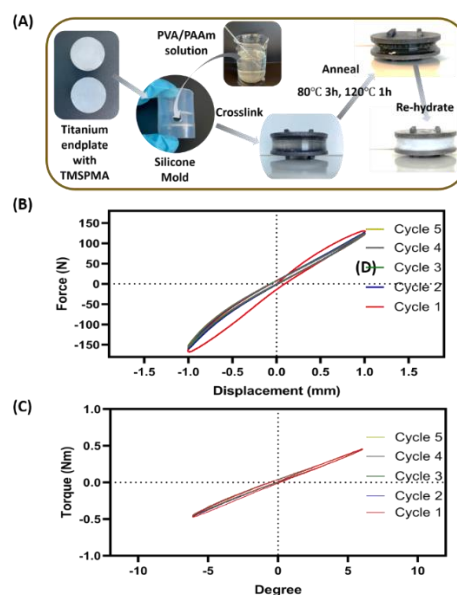 (A)
PVA/PAAm
solution
Anneal
80℃ 3h, 120℃ 1h
Crosslink
Re-hydrate
Titanium
endplate
with
TMSPMA
Silicone
Mold
(B)
Force (N)
150
100
50
0
-50
-100
-150
-1.5 -1.0 -0.5 0.0 0.5 1.0 1.5
Displacement (mm)
Cycle 5
Cycle 4
(D)
Cycle 3
Cycle 2
Cycle 1
(C)
Torque (Nm)
1.0
0.5
0.0
-0.5
-1.0
-10 -5 0 5 10
Degree
Cycle 5
Cycle 4
Cycle 3
Cycle 2
Cycle 1